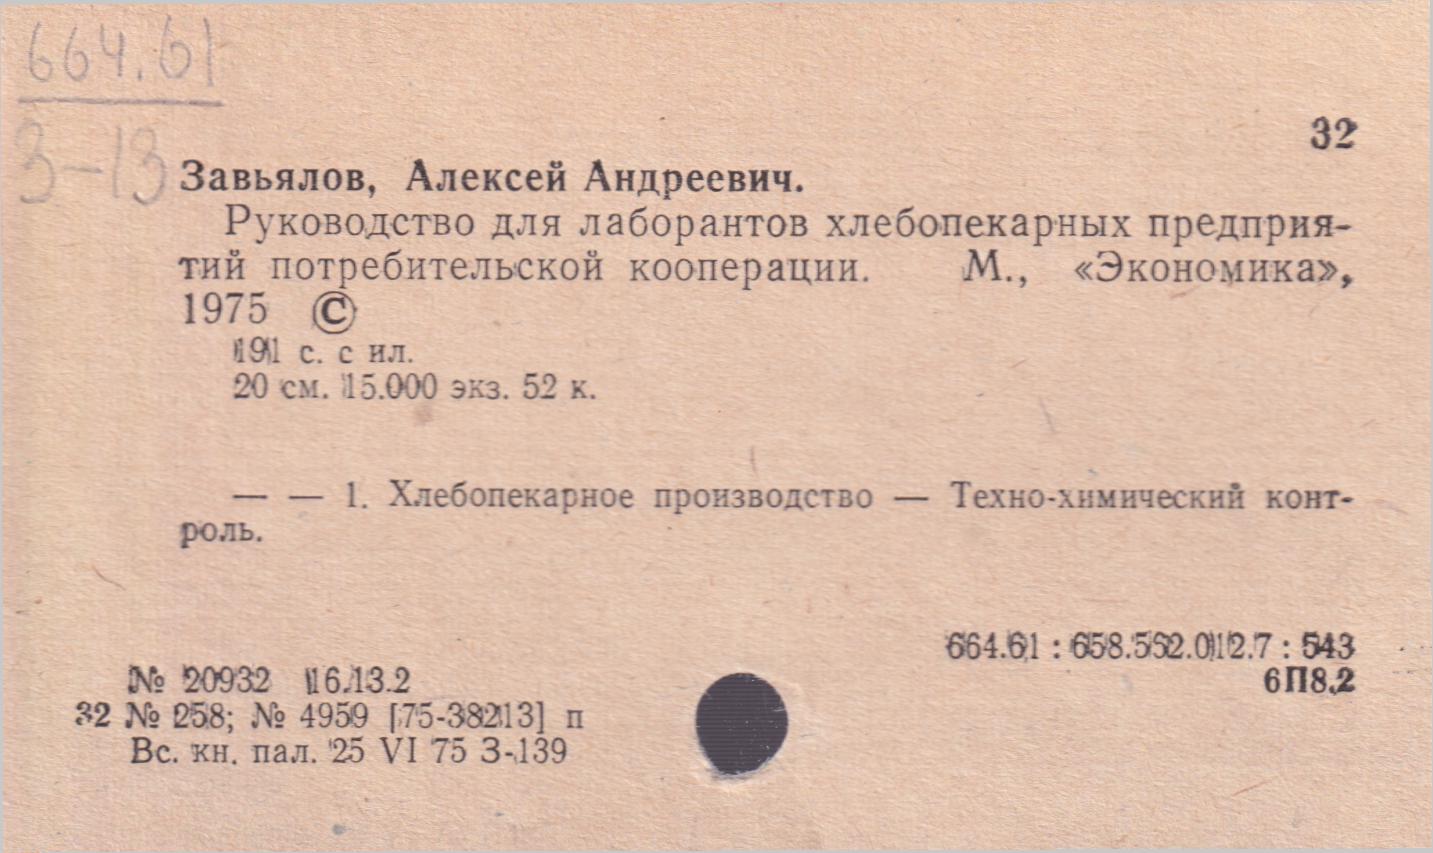 664.61
З-13
32
Завьялов, Алексей Андреевич.
Руководство для лаборантов хлебопекарных предприя-
тий потребительской кооперации. М., «Экономика»,
1975 ©
191 с. с ил.
20 см. 15.000 экз. 52 к.
— — 1. Хлебопекарное производство — Техно-химический конт-
роль.
664.61 : 658.562.012.7 : 543
6П8.2
№ 20932 16.13.2
32 № 258; № 4959 [75-38213] п
Вс. кн. пал. 25 VI 75 З-139